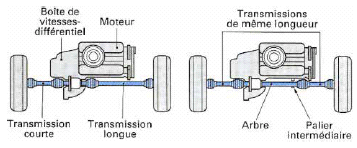 Boîte de
vitesses-
différentiel
Moteur
Transmission
courte
Transmission
longue
Transmissions
de même longueur
Arbre
Palier
intermédiaire